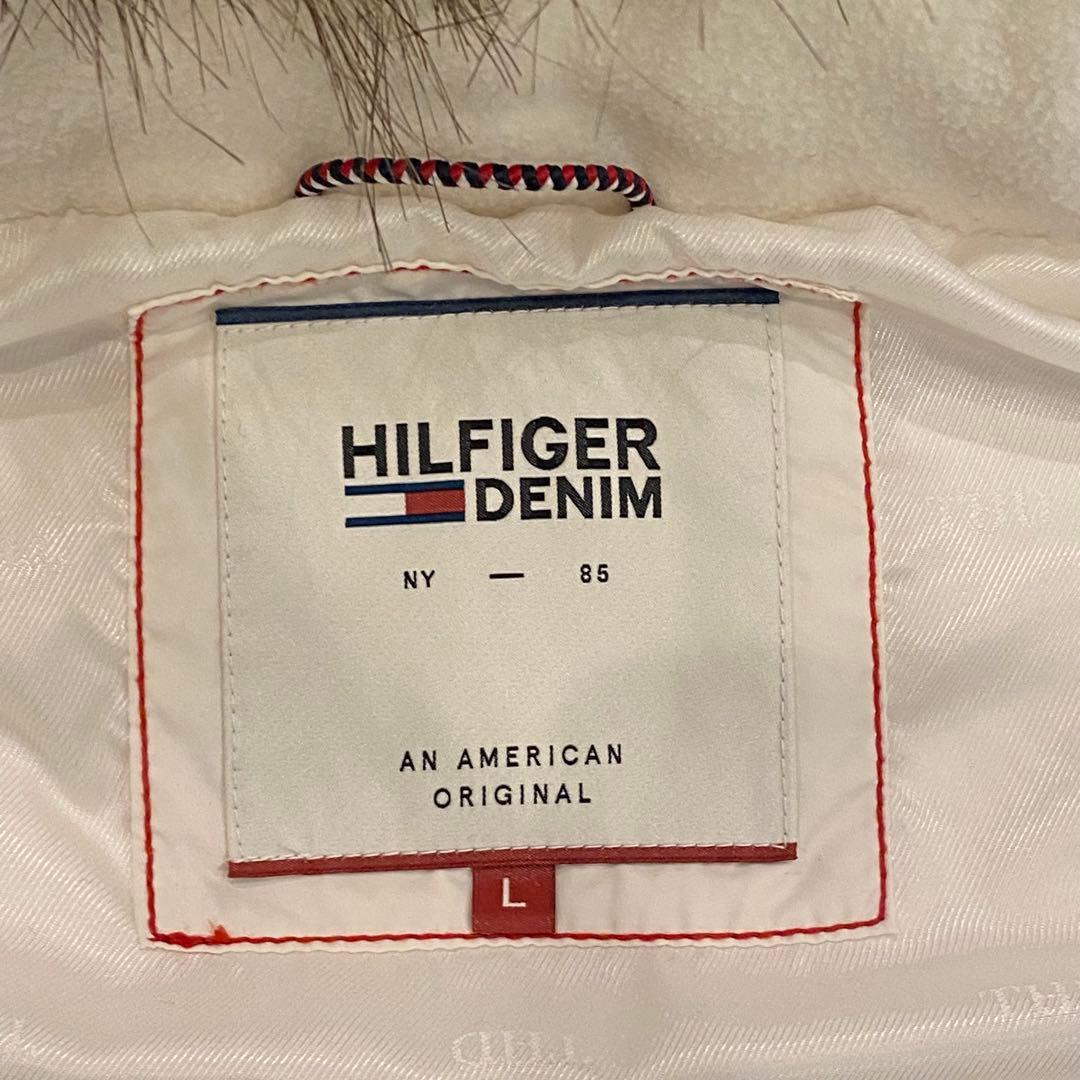 HILFIGER
DENIM
NY — 85
AN AMERICAN
ORIGINAL
L